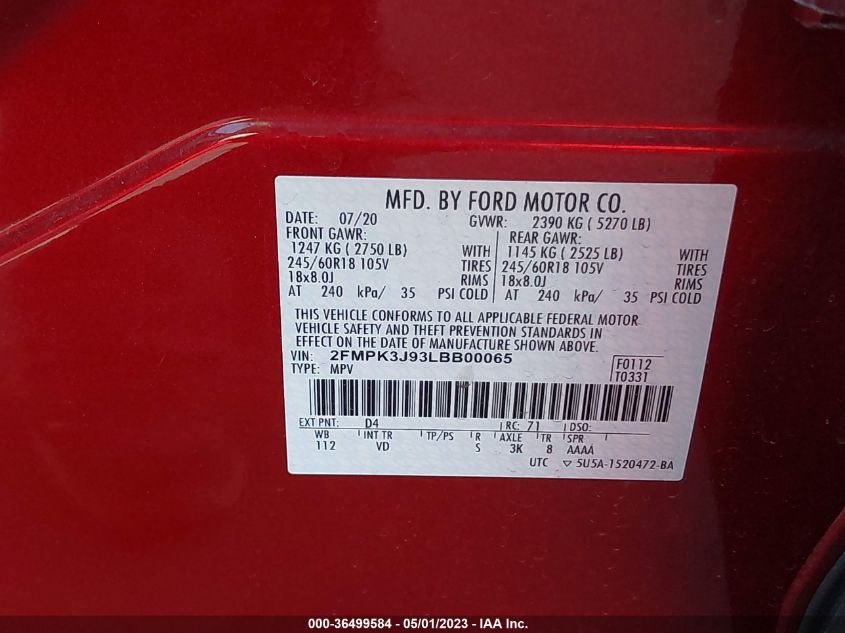 MFD. BY FORD MOTOR CO.
DATE: 07/20 GVWR: 2390 KG ( 5270 LB)
FRONT GAWR: REAR GAWR:
1247 KG ( 2750 LB) WITH 1145 KG ( 2525 LB) WITH
245/60R18 105V TIRES 245/60R18 105V TIRES
18x8.0J RIMS 18x8.0J RIMS
AT 240 kPa/ 35 PSI COLD AT 240 kPa/ 35 PSI COLD
THIS VEHICLE CONFORMS TO ALL APPLICABLE FEDERAL MOTOR
VEHICLE SAFETY AND THEFT PREVENTION STANDARDS IN
EFFECT ON THE DATE OF MANUFACTURE SHOWN ABOVE.
VIN: 2FMPK3J93LBB00065 F0112
TYPE: MPV T0331
EXT PNT: D4 RC: 71 DSO:
WB INT TR TP/PS R AXLE TR SPR
112 VD S 3K 8 AAAA
UTC ▽ 5U5A-1520472-BA
000-36499584 - 05/01/2023 - IAA Inc.